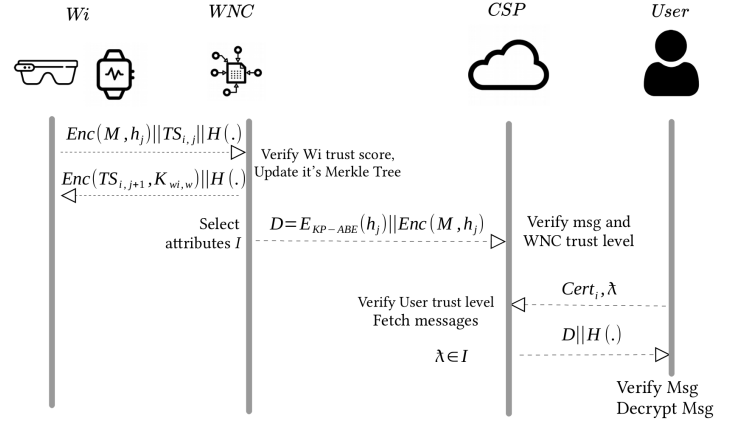 Wi WNC CSP User
Enc(M,h_j)||TS_{i,j}||H(.)
Verify Wi trust score,
Update it's Merkle Tree
Enc(TS_{i,j+1},K_{wi,w})||H(.)
Select
attributes I
D=E_{KP-ABE}(h_j)||Enc(M,h_j)
Verify msg and
WNC trust level
Cert_i,ƛ
Verify User trust level
Fetch messages
D||H(.)
ƛ∈I
Verify Msg
Decrypt Msg